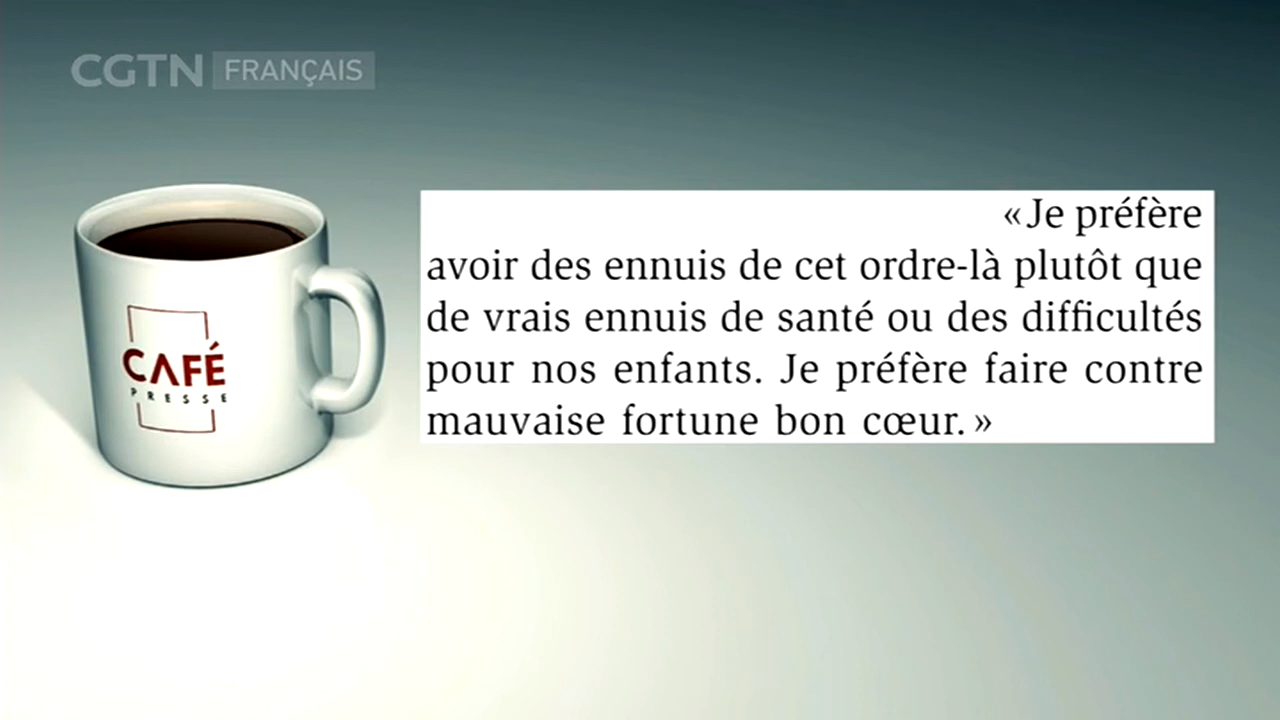 CGTN FRANÇAIS
CAFÉ
PRESSE
« Je préfère
avoir des ennuis de cet ordre-là plutôt que
de vrais ennuis de santé ou des difficultés
pour nos enfants. Je préfère faire contre
mauvaise fortune bon cœur. »